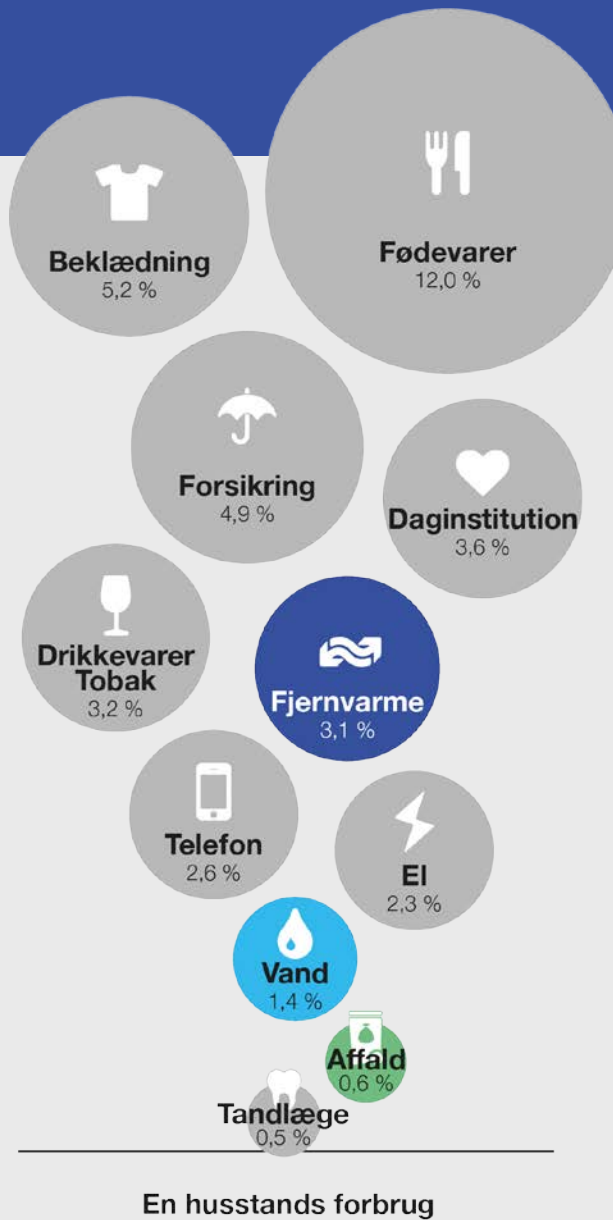 Beklædning
5,2 %
Fødevarer
12,0 %
Forsikring
4,9 %
Daginstitution
3,6 %
Drikkevarer
Tobak
3,2 %
Fjernvarme
3,1 %
Telefon
2,6 %
El
2,3 %
Vand
1,4 %
Affald
0,6 %
Tandlæge
0,5 %
En husstands forbrug